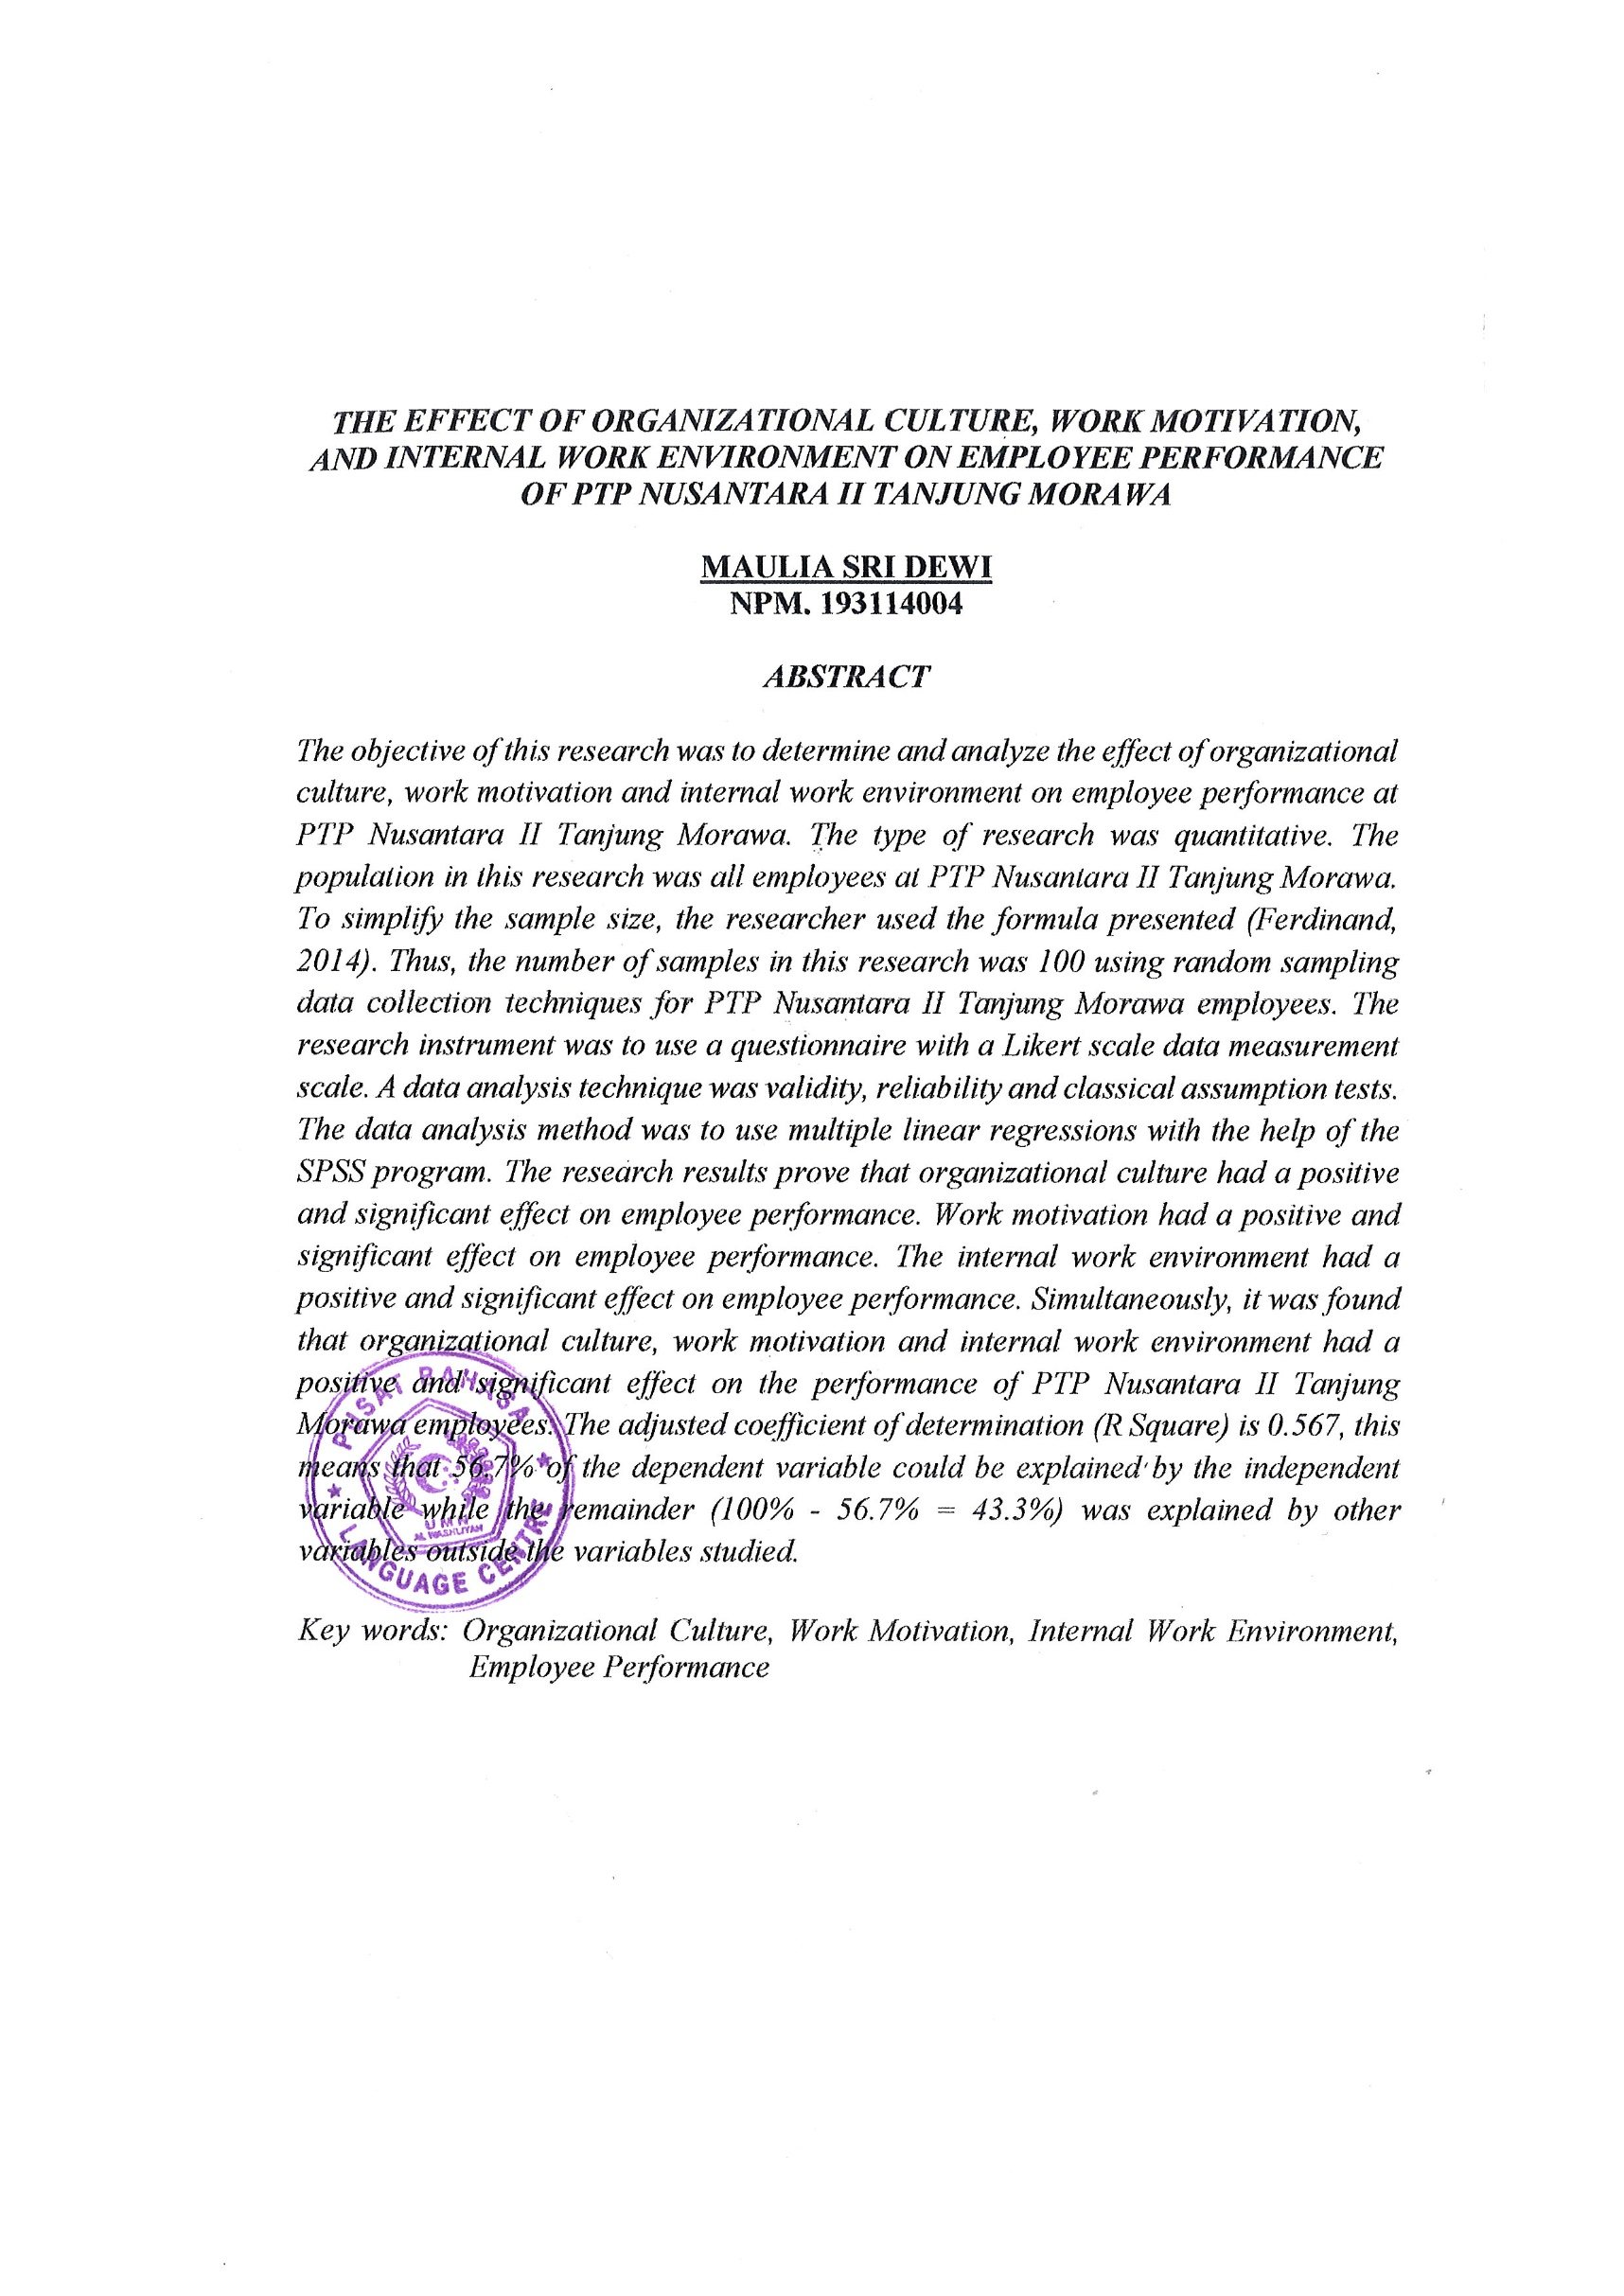 THE EFFECT OF ORGANIZATIONAL CULTURE, WORK MOTIVATION,
AND INTERNAL WORK ENVIRONMENT ON EMPLOYEE PERFORMANCE
OF PTP NUSANTARA II TANJUNG MORAWA
MAULIA SRI DEWI
NPM. 193114004
ABSTRACT
The objective of this research was to determine and analyze the effect of organizational
culture, work motivation and internal work environment on employee performance at
PTP Nusantara II Tanjung Morawa. The type of research was quantitative. The
population in this research was all employees at PTP Nusantara II Tanjung Morawa.
To simplify the sample size, the researcher used the formula presented (Ferdinand,
2014). Thus, the number of samples in this research was 100 using random sampling
data collection techniques for PTP Nusantara II Tanjung Morawa employees. The
research instrument was to use a questionnaire with a Likert scale data measurement
scale. A data analysis technique was validity, reliability and classical assumption tests.
The data analysis method was to use multiple linear regressions with the help of the
SPSS program. The research results prove that organizational culture had a positive
and significant effect on employee performance. Work motivation had a positive and
significant effect on employee performance. The internal work environment had a
positive and significant effect on employee performance. Simultaneously, it was found
that organizational culture, work motivation and internal work environment had a
positive and significant effect on the performance of PTP Nusantara II Tanjung
Morawa employees. The adjusted coefficient of determination (R Square) is 0.567, this
means that 56.7% of the dependent variable could be explained by the independent
variable while the remainder (100% - 56.7% = 43.3%) was explained by other
variables outside the variables studied.
PUSAT BAHASA
UMN
AL WASHLIYAH
LANGUAGE CENTRE
Key words: Organizational Culture, Work Motivation, Internal Work Environment,
Employee Performance